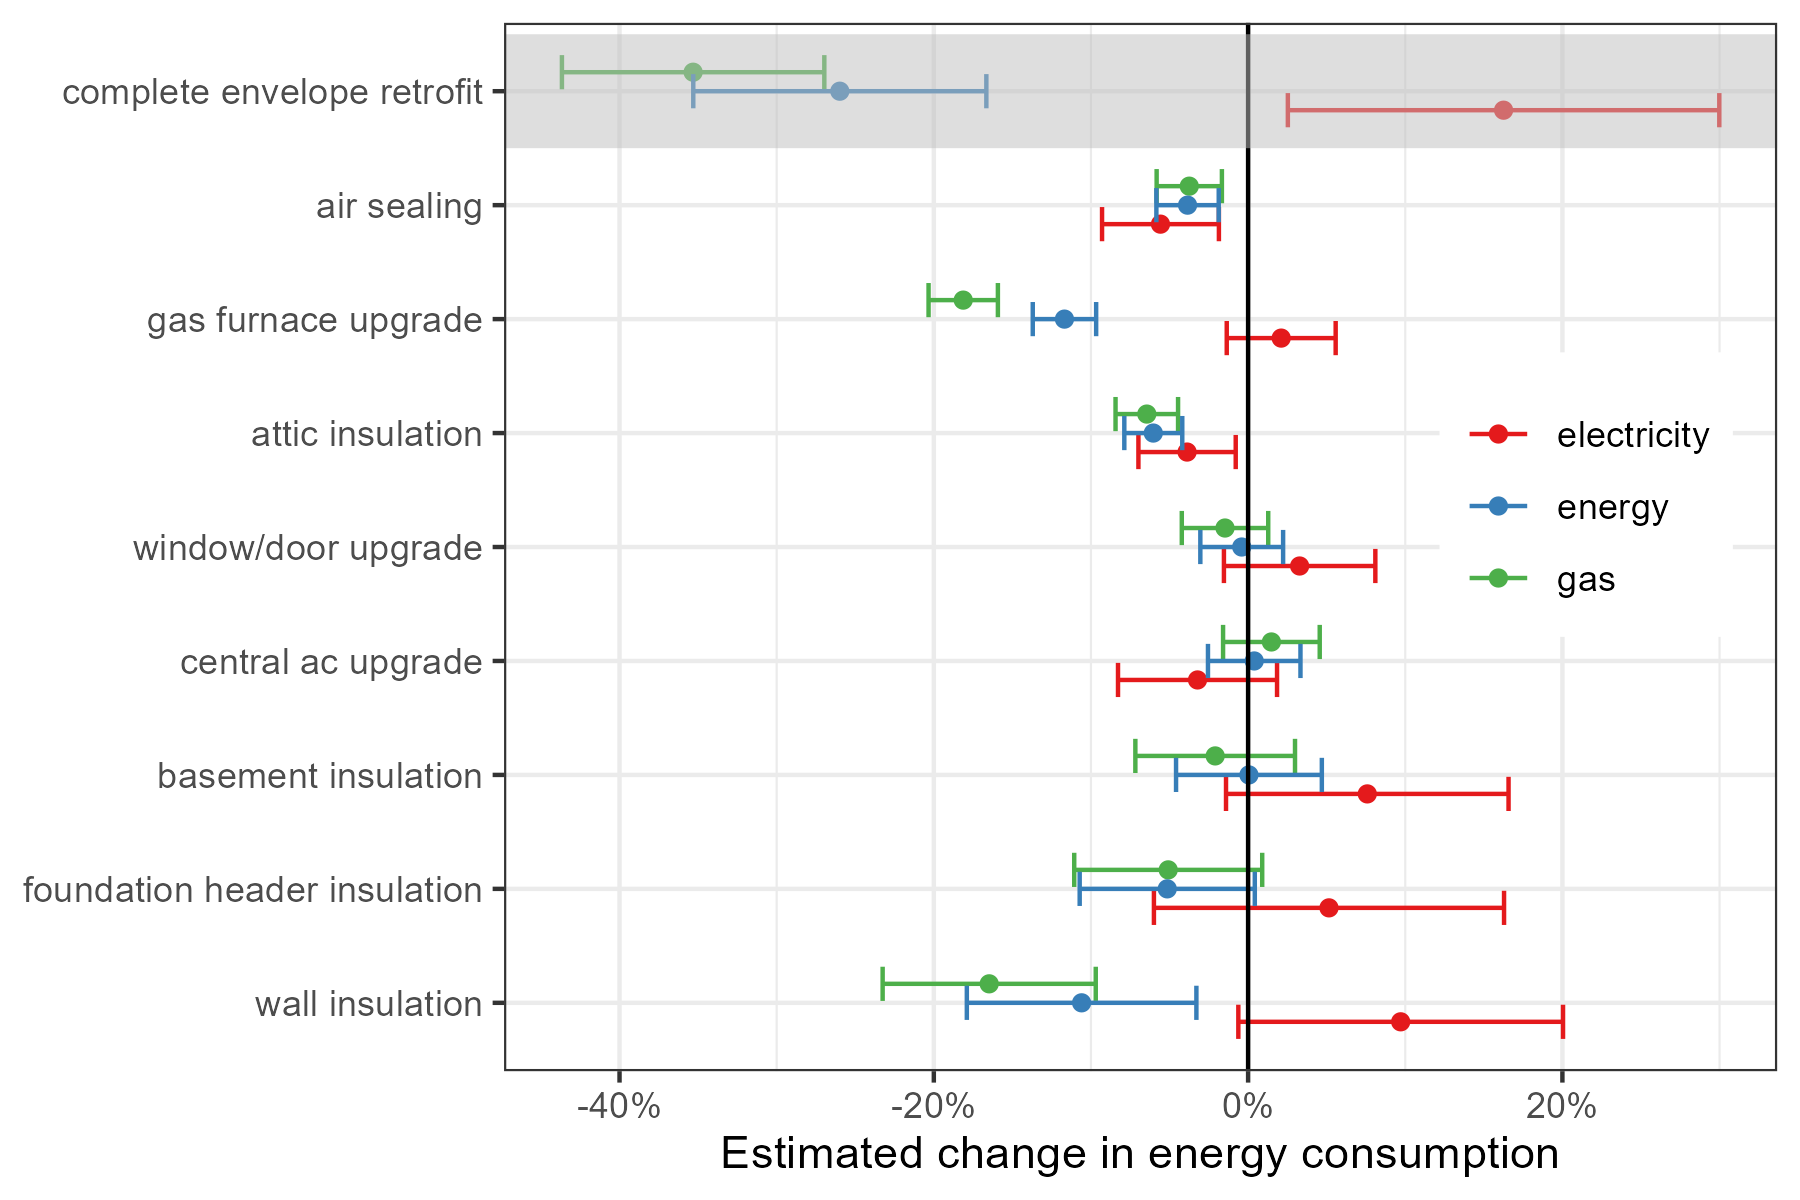 complete envelope retrofit
air sealing
gas furnace upgrade
attic insulation
window/door upgrade
central ac upgrade
basement insulation
foundation header insulation
wall insulation
electricity
energy
gas
-40%
-20%
0%
20%
Estimated change in energy consumption